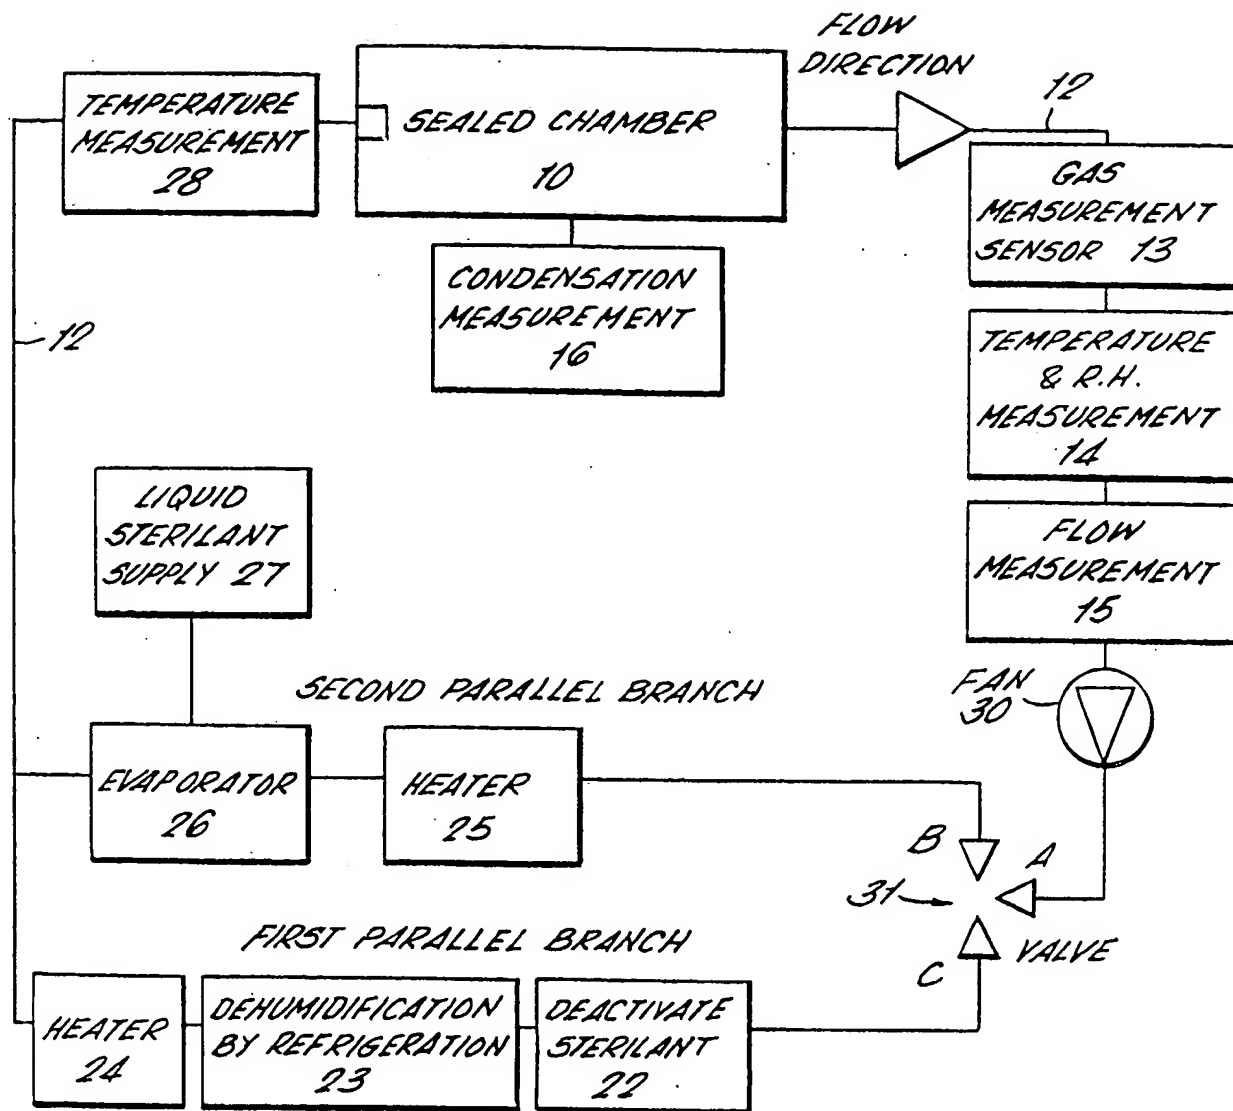 FLOW
DIRECTION
12
TEMPERATURE
MEASUREMENT
28
SEALED CHAMBER
10
GAS
MEASUREMENT
SENSOR 13
CONDENSATION
MEASUREMENT
16
12
TEMPERATURE
& R.H.
MEASUREMENT
14
LIQUID
STERILANT
SUPPLY 27
FLOW
MEASUREMENT
15
SECOND PARALLEL BRANCH
FAN
30
EVAPORATOR
26
HEATER
25
B
A
31
VALVE
C
FIRST PARALLEL BRANCH
HEATER
24
DEHUMIDIFICATION
BY REFRIGERATION
23
DEACTIVATE
STERILANT
22